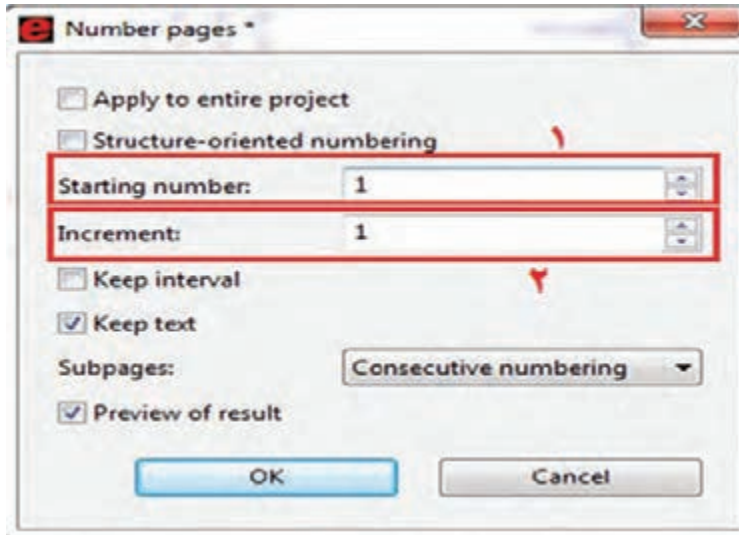 e Number pages *
Apply to entire project
Structure-oriented numbering
۱
Starting number: 1
Increment: 1
Keep interval
۲
Keep text
Subpages: Consecutive numbering
Preview of result
OK Cancel